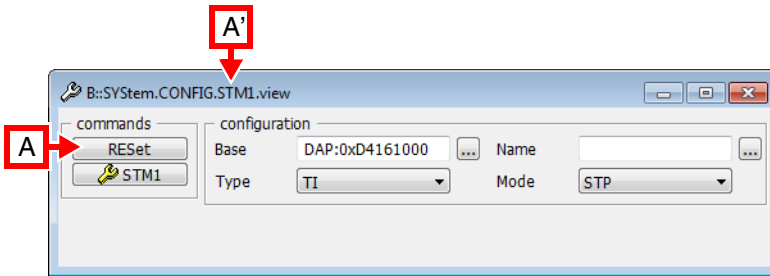 A’
B::SYStem.CONFIG.STM1.view
commands
configuration
A
RESet
Base
DAP:0xD4161000
...
Name
...
STM1
Type
TI
Mode
STP